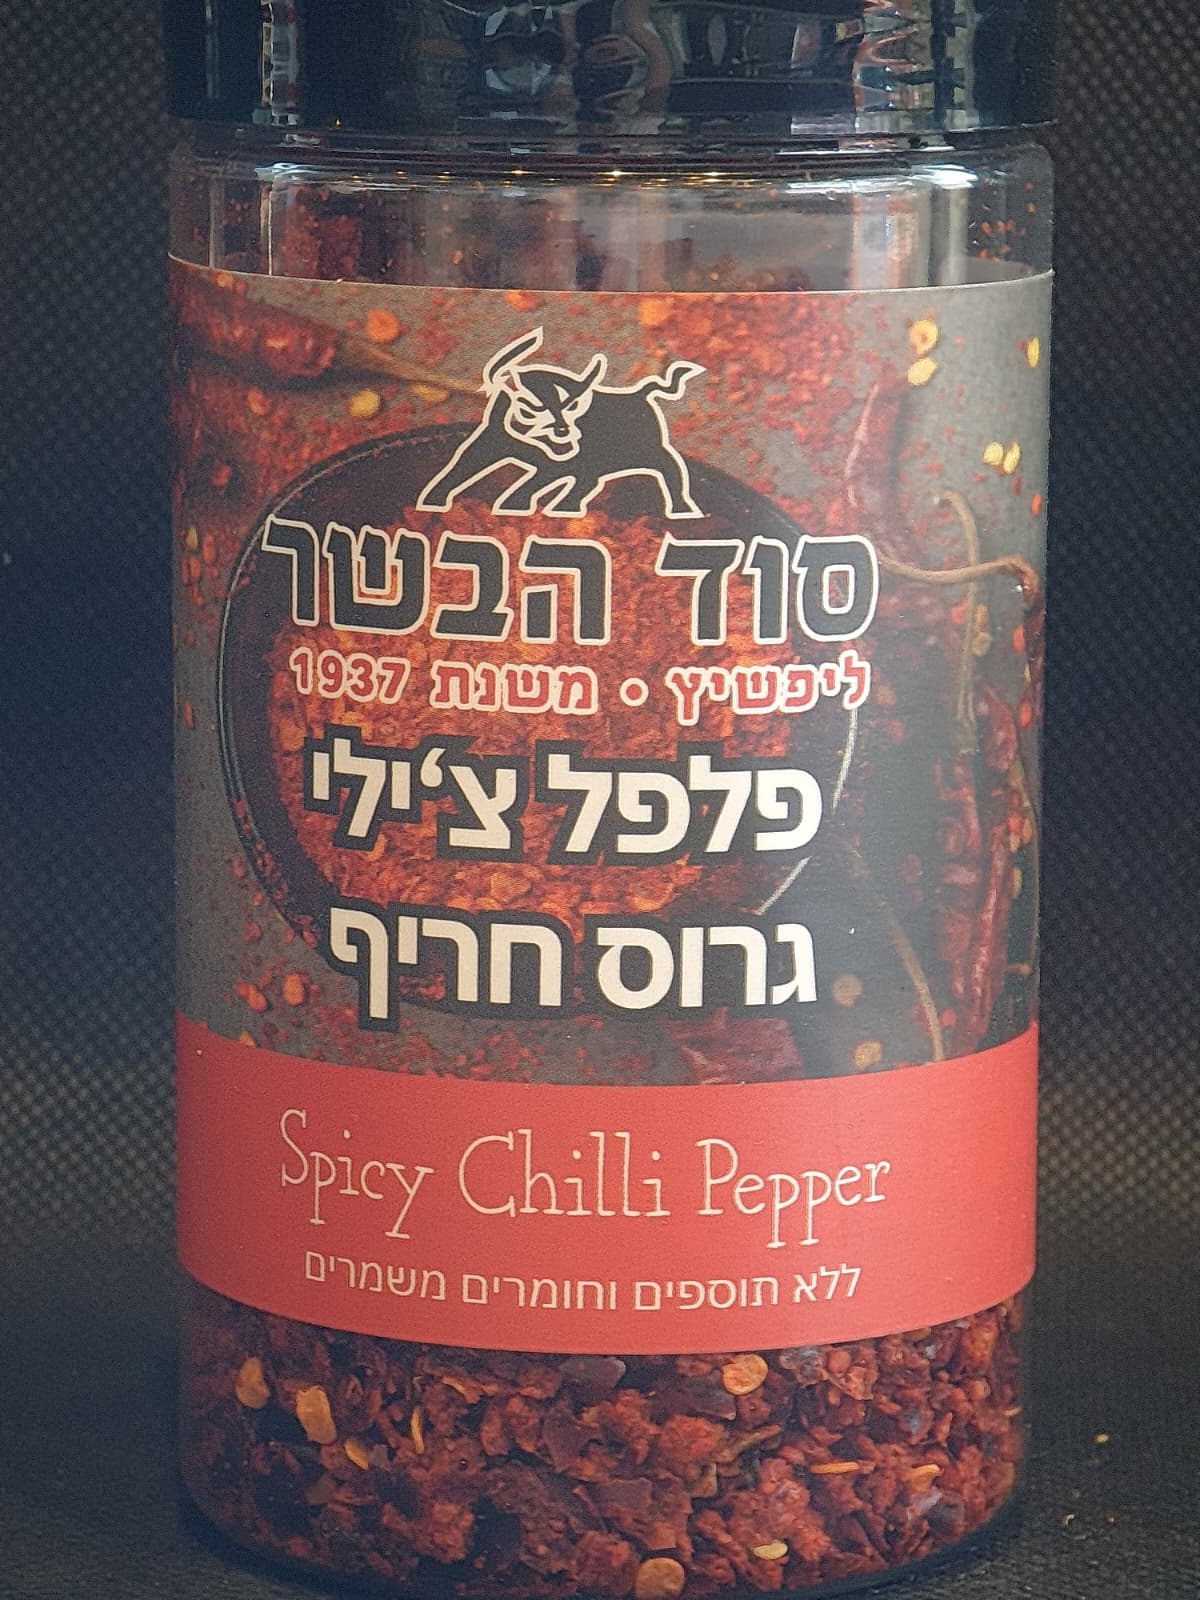 סוד הבשר
ליפשיץ • משנת 1937
פלפל צ'ילי
גרוס חריף
Spicy Chilli Pepper
ללא תוספים וחומרים משמרים